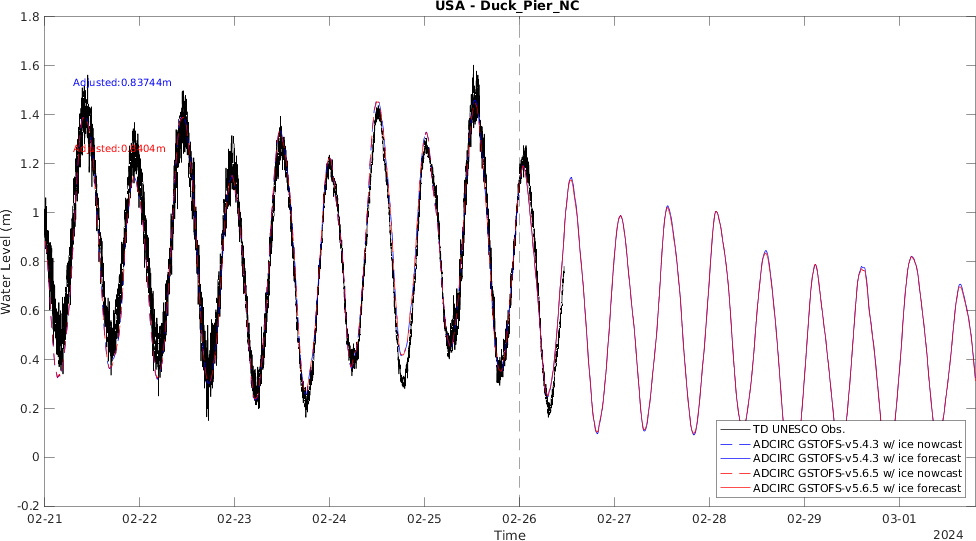 USA - Duck_Pier_NC
1.8
1.6
1.4
1.2
1
0.8
0.6
0.4
0.2
0
-0.2
Water Level (m)
Adjusted:0.83744m
TD UNESCO Obs.
ADCIRC GSTOFS-v5.4.3 w/ ice nowcast
ADCIRC GSTOFS-v5.4.3 w/ ice forecast
ADCIRC GSTOFS-v5.6.5 w/ ice nowcast
ADCIRC GSTOFS-v5.6.5 w/ ice forecast
02-21 02-22 02-23 02-24 02-25 02-26 02-27 02-28 02-29 03-01
Time
2024